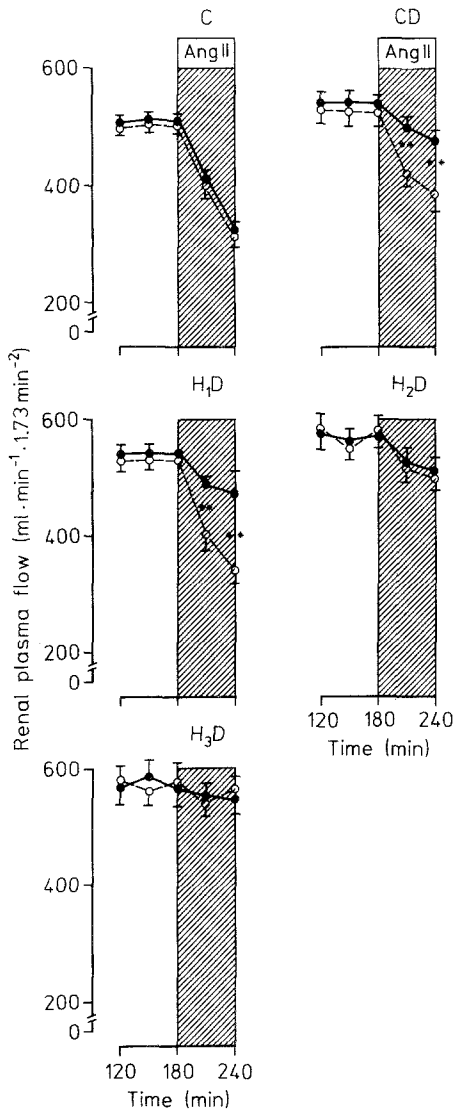 C
CD
Ang II
Ang II
600
400
200
0
Renal plasma flow (ml·min⁻¹·1.73min⁻²)
**
**
H₁D
H₂D
600
400
200
0
**
**
120 180 240
Time (min)
H₃D
600
400
200
0
120 180 240
Time (min)